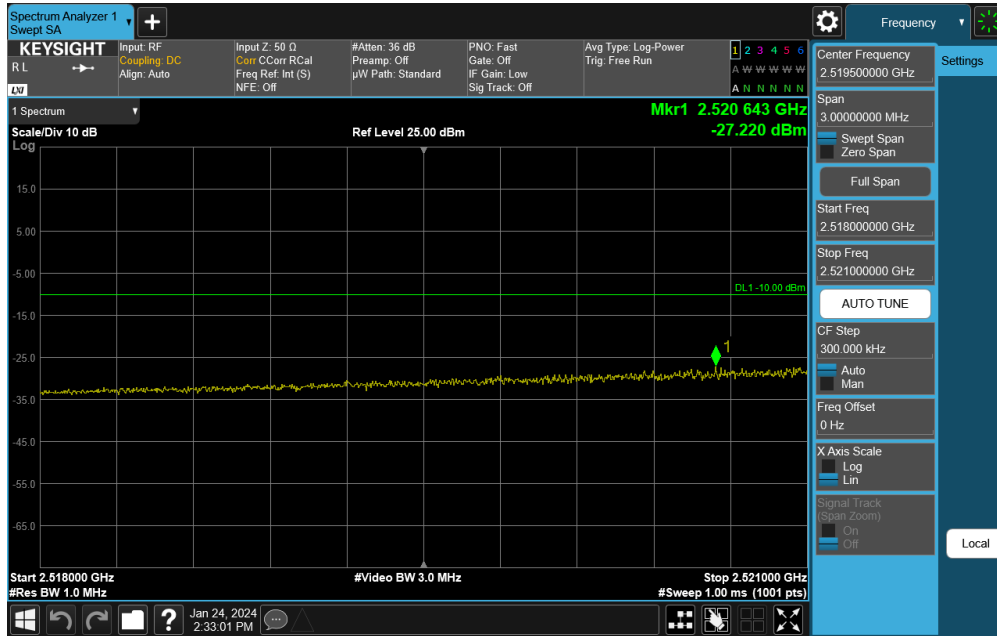 Spectrum Analyzer 1
Swept SA
+
Frequency
KEYSIGHT
R L
LXI
Input: RF
Coupling: DC
Align: Auto
Input Z: 50 Ω
Corr CCorr RCal
Freq Ref: Int (S)
NFE: Off
#Atten: 36 dB
Preamp: Off
µW Path: Standard
PNO: Fast
Gate: Off
IF Gain: Low
Sig Track: Off
Avg Type: Log-Power
Trig: Free Run
1 2 3 4 5 6
A W W W W W
A N N N N N
1 Spectrum
Scale/Div 10 dB
Log
Ref Level 25.00 dBm
Mkr1 2.520 643 GHz
-27.220 dBm
15.0
5.00
-5.00
-15.0
-25.0
-35.0
-45.0
-55.0
-65.0
DL1 -10.00 dBm
1
Start 2.518000 GHz
#Res BW 1.0 MHz
#Video BW 3.0 MHz
Stop 2.521000 GHz
#Sweep 1.00 ms (1001 pts)
?
Jan 24, 2024
2:33:01 PM
Center Frequency
2.519500000 GHz
Span
3.00000000 MHz
Swept Span
Zero Span
Full Span
Start Freq
2.518000000 GHz
Stop Freq
2.521000000 GHz
AUTO TUNE
CF Step
300.000 kHz
Auto
Man
Freq Offset
0 Hz
X Axis Scale
Log
Lin
Signal Track
(Span Zoom)
On
Off
Settings
Local